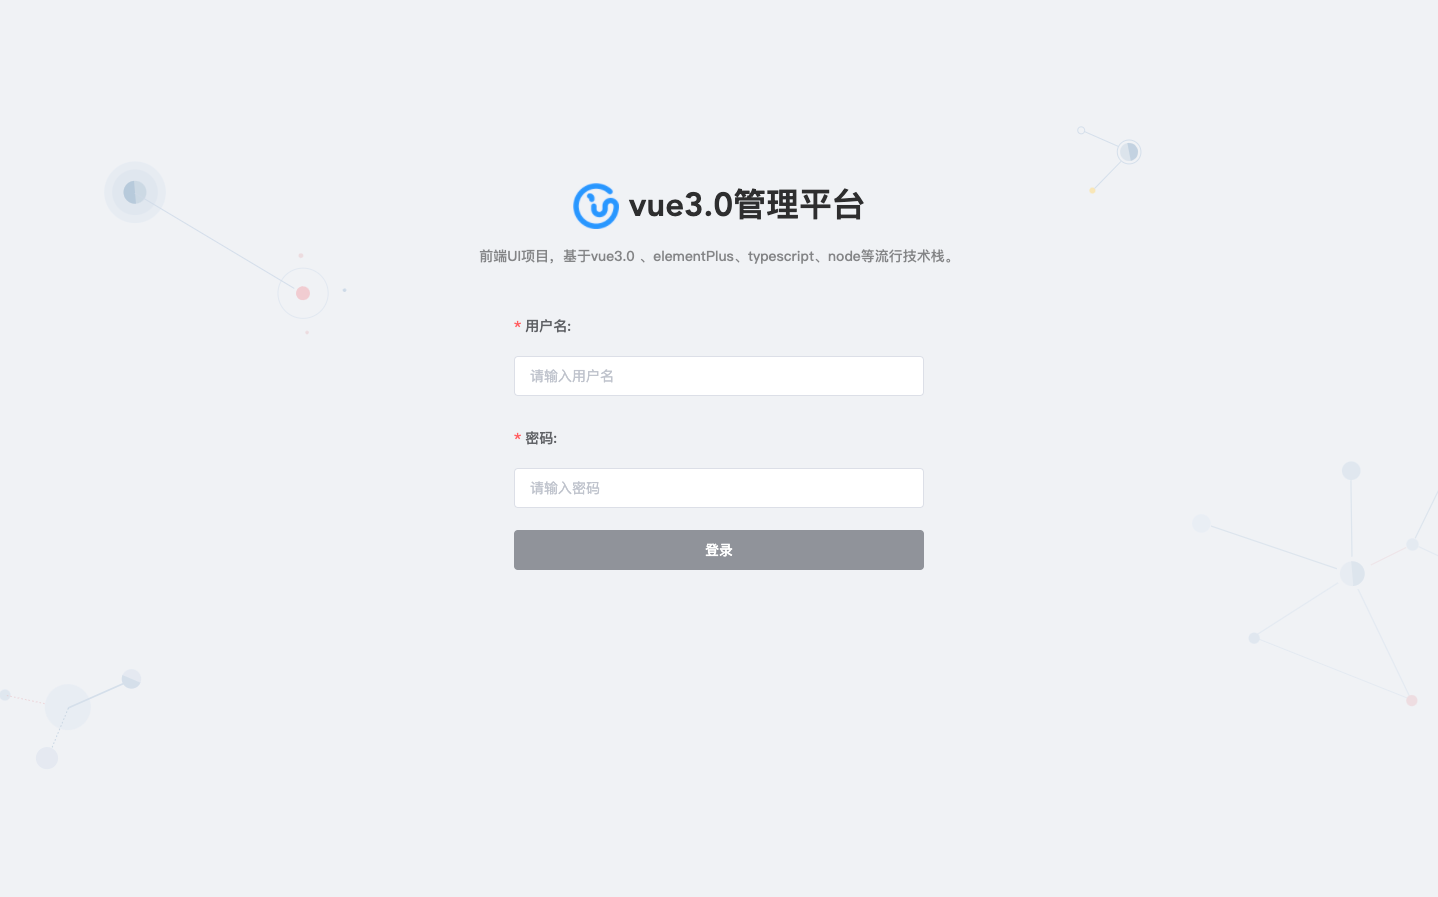 vue3.0管理平台
前端UI项目，基于vue3.0 、elementPlus、typescript、node等流行技术栈。
* 用户名:
请输入用户名
* 密码:
请输入密码
登录